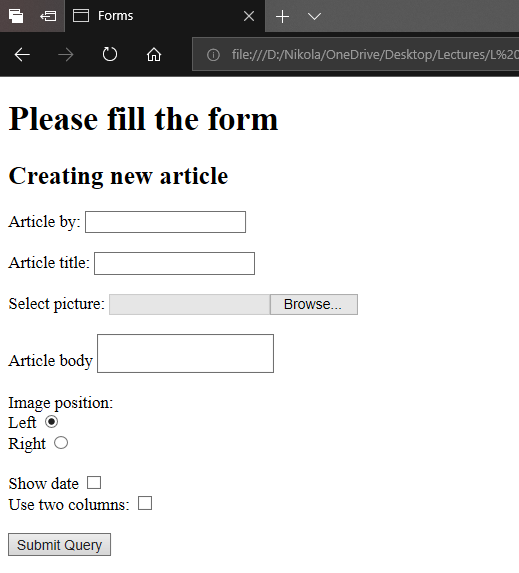 Forms
file:///D:/Nikola/OneDrive/Desktop/Lectures/L%20
Please fill the form
Creating new article
Article by:
Article title:
Select picture: Browse...
Article body
Image position:
Left
Right
Show date
Use two columns:
Submit Query